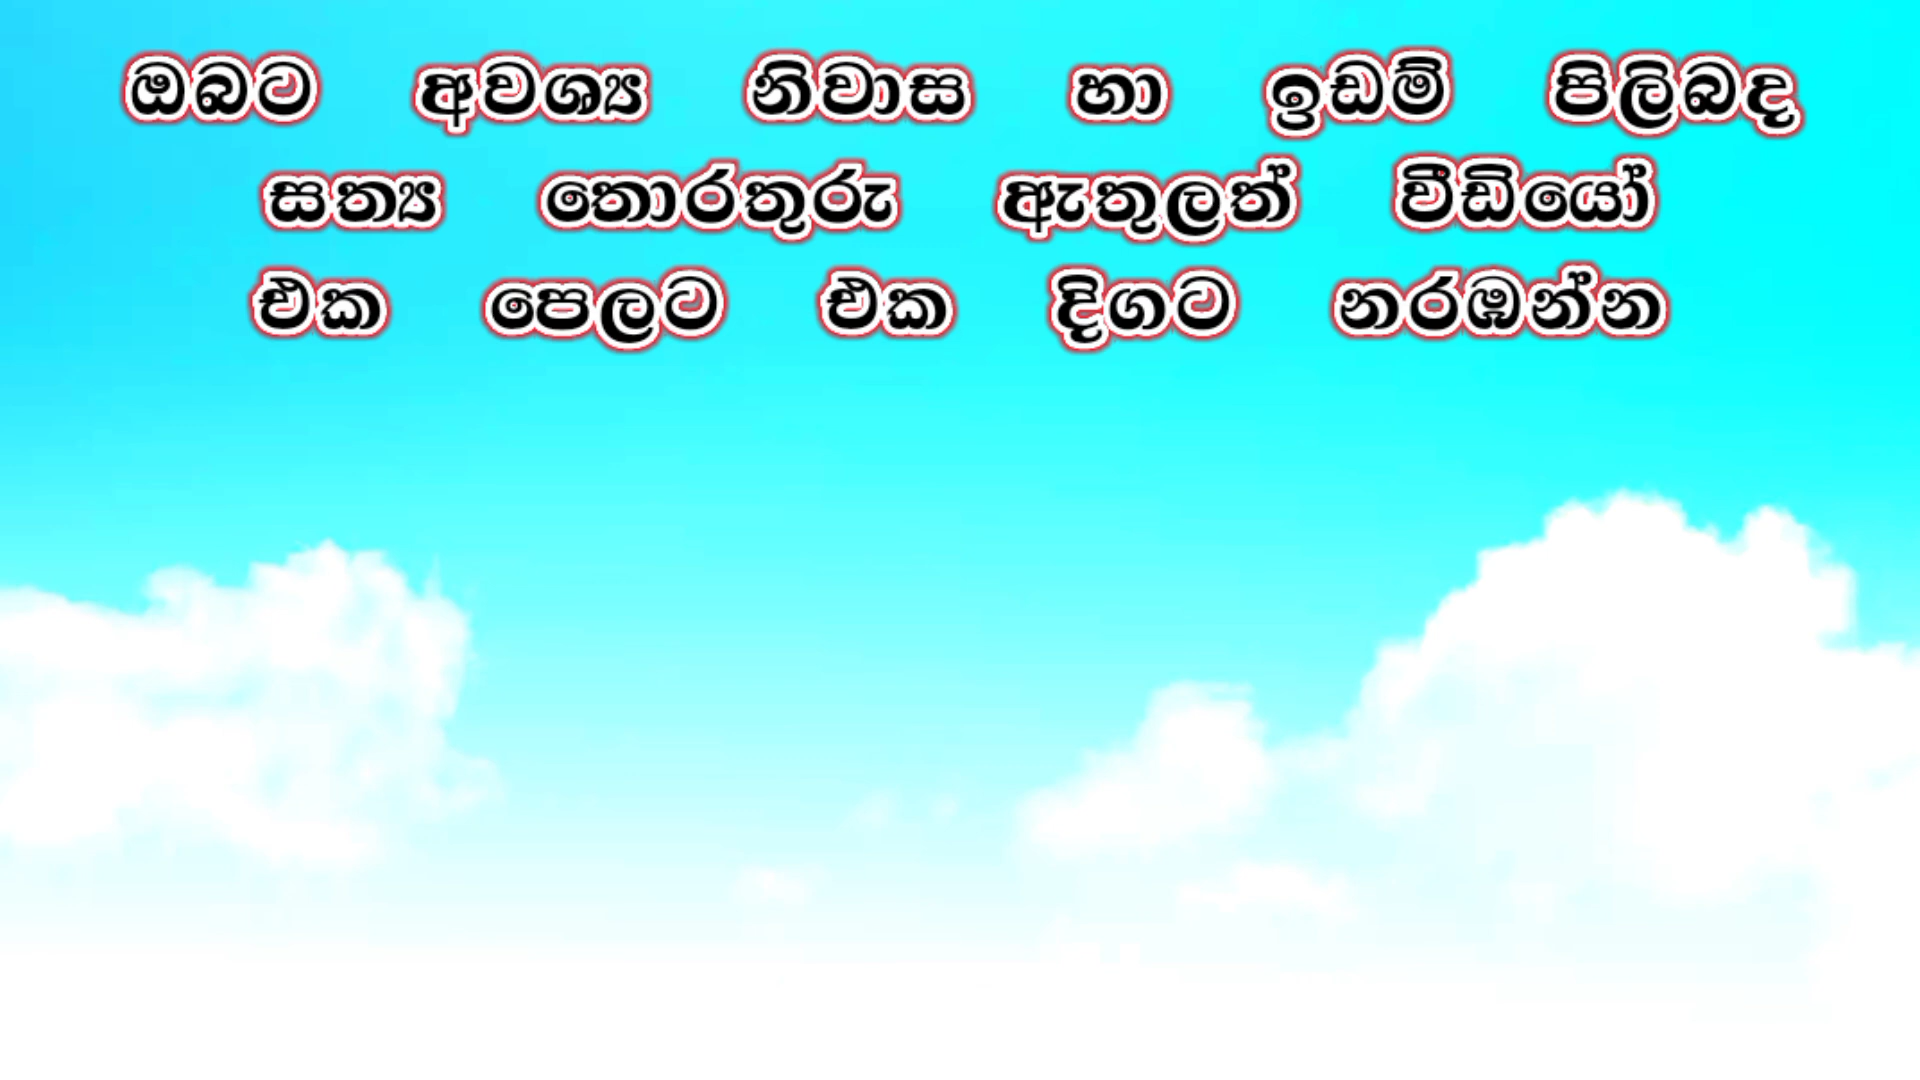 ඔබට අවශ්‍ය නිවාස හා ඉඩම් පිලිබද
සත්‍ය තොරතුරු ඇතුලත් වීඩියෝ
එක පෙලට එක දිගට නරඹන්න